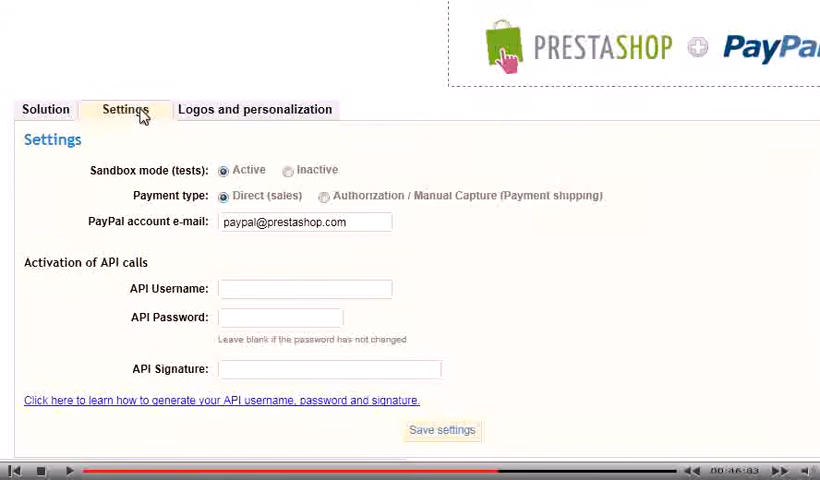 PRESTASHOP PayPa
Solution Settings Logos and personalization
Settings
Sandbox mode (tests): Active Inactive
Payment type: Direct (sales) Authorization / Manual Capture (Payment shipping)
PayPal account e-mail: paypal@prestashop.com
Activation of API calls
API Username:
API Password:
Leave blank if the password has not changed
API Signature:
Click here to learn how to generate your API username, password and signature.
Save settings